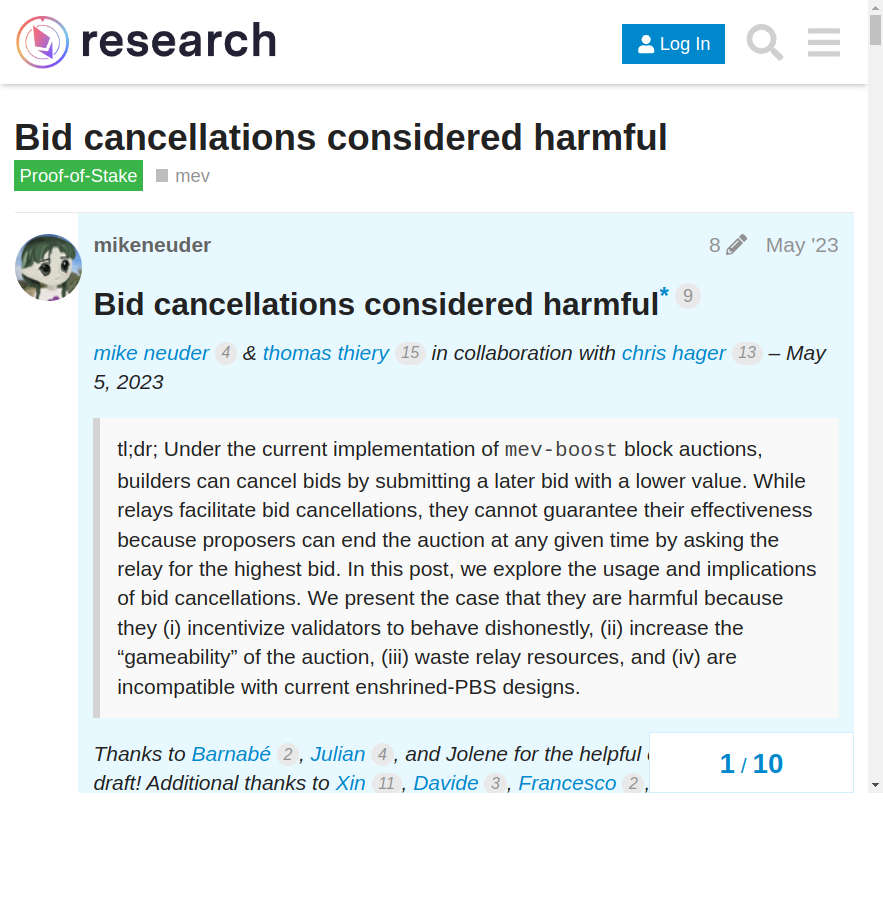 research
Log In
Bid cancellations considered harmful
Proof-of-Stake mev
mikeneuder 8 May '23
Bid cancellations considered harmful* 9
mike neuder 4 & thomas thiery 15 in collaboration with chris hager 13 – May
5, 2023
tl;dr; Under the current implementation of mev-boost block auctions,
builders can cancel bids by submitting a later bid with a lower value. While
relays facilitate bid cancellations, they cannot guarantee their effectiveness
because proposers can end the auction at any given time by asking the
relay for the highest bid. In this post, we explore the usage and implications
of bid cancellations. We present the case that they are harmful because
they (i) incentivize validators to behave dishonestly, (ii) increase the
“gameability” of the auction, (iii) waste relay resources, and (iv) are
incompatible with current enshrined-PBS designs.
Thanks to Barnabé 2, Julian 4, and Jolene for the helpful
draft! Additional thanks to Xin 11, Davide 3, Francesco 2,
1 / 10